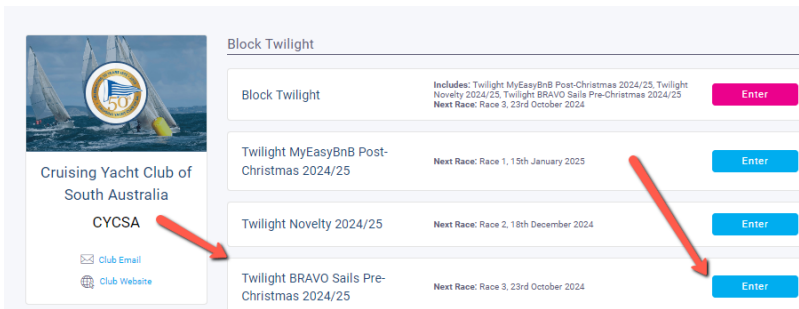 Block Twilight
50
Cruising Yacht Club of
South Australia
CYCSA
Club Email
Club Website
Block Twilight
Includes: Twilight MyEasyBnB Post-Christmas 2024/25, Twilight
Novelty 2024/25, Twilight BRAVO Sails Pre-Christmas 2024/25
Next Race: Race 3, 23rd October 2024
Enter
Twilight MyEasyBnB Post-
Christmas 2024/25
Next Race: Race 1, 15th January 2025
Enter
Twilight Novelty 2024/25
Next Race: Race 2, 18th December 2024
Enter
Twilight BRAVO Sails Pre-
Christmas 2024/25
Next Race: Race 3, 23rd October 2024
Enter